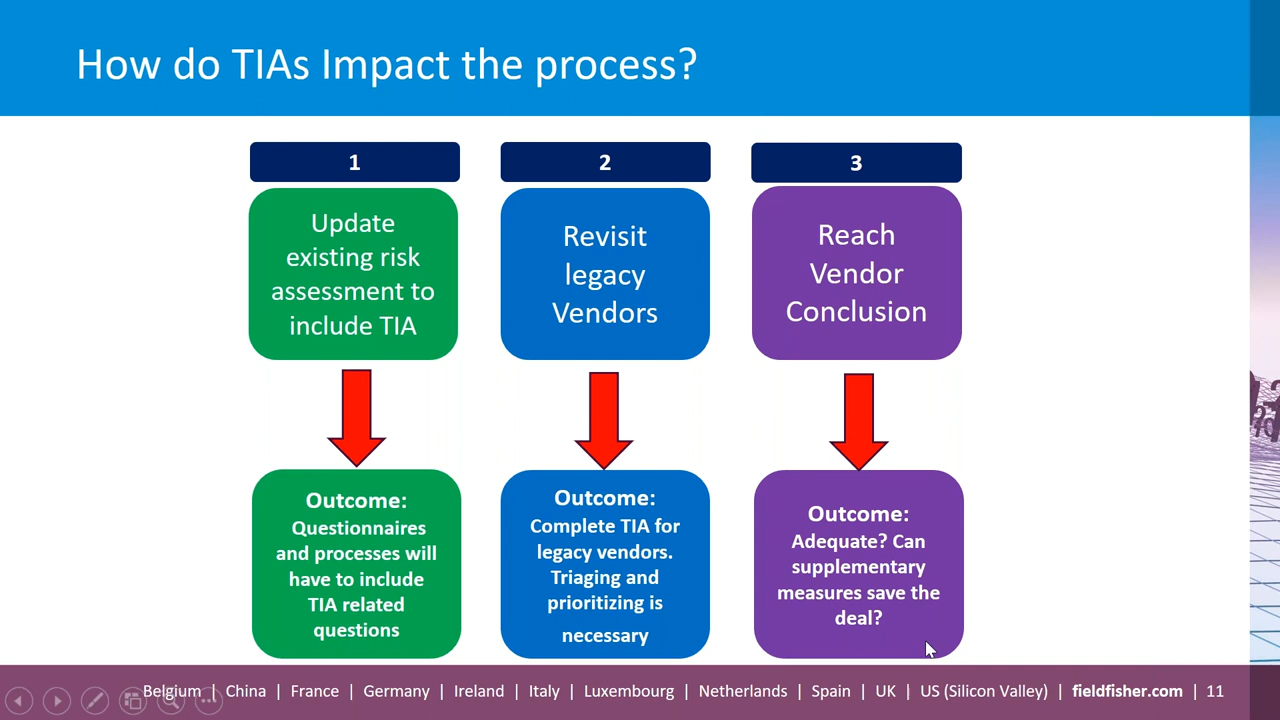 How do TIAs Impact the process?
1
Update
existing risk
assessment to
include TIA
2
Revisit
legacy
Vendors
3
Reach
Vendor
Conclusion
Outcome:
Questionnaires
and processes will
have to include
TIA related
questions
Outcome:
Complete TIA for
legacy vendors.
Triaging and
prioritizing is
necessary
Outcome:
Adequate? Can
supplementary
measures save the
deal?
Belgium | China | France | Germany | Ireland | Italy | Luxembourg | Netherlands | Spain | UK | US (Silicon Valley) | fieldfisher.com | 11